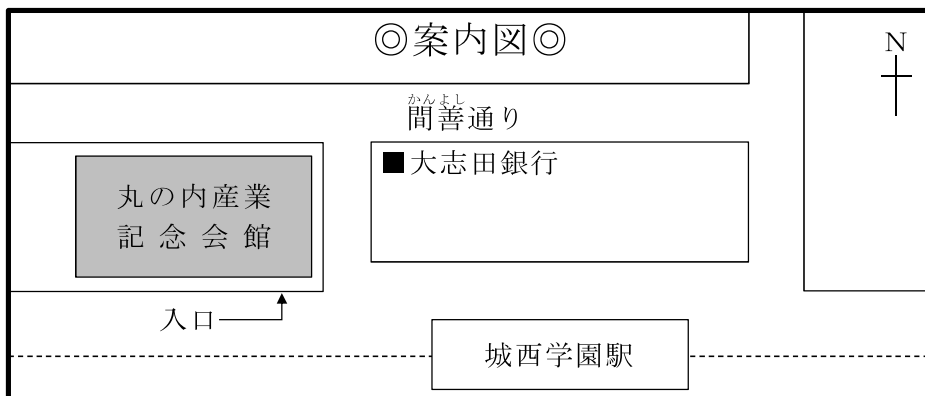 ◎案内図◎
N
かんよし
間善通り
■大志田銀行
丸の内産業
記念会館
入口
城西学園駅